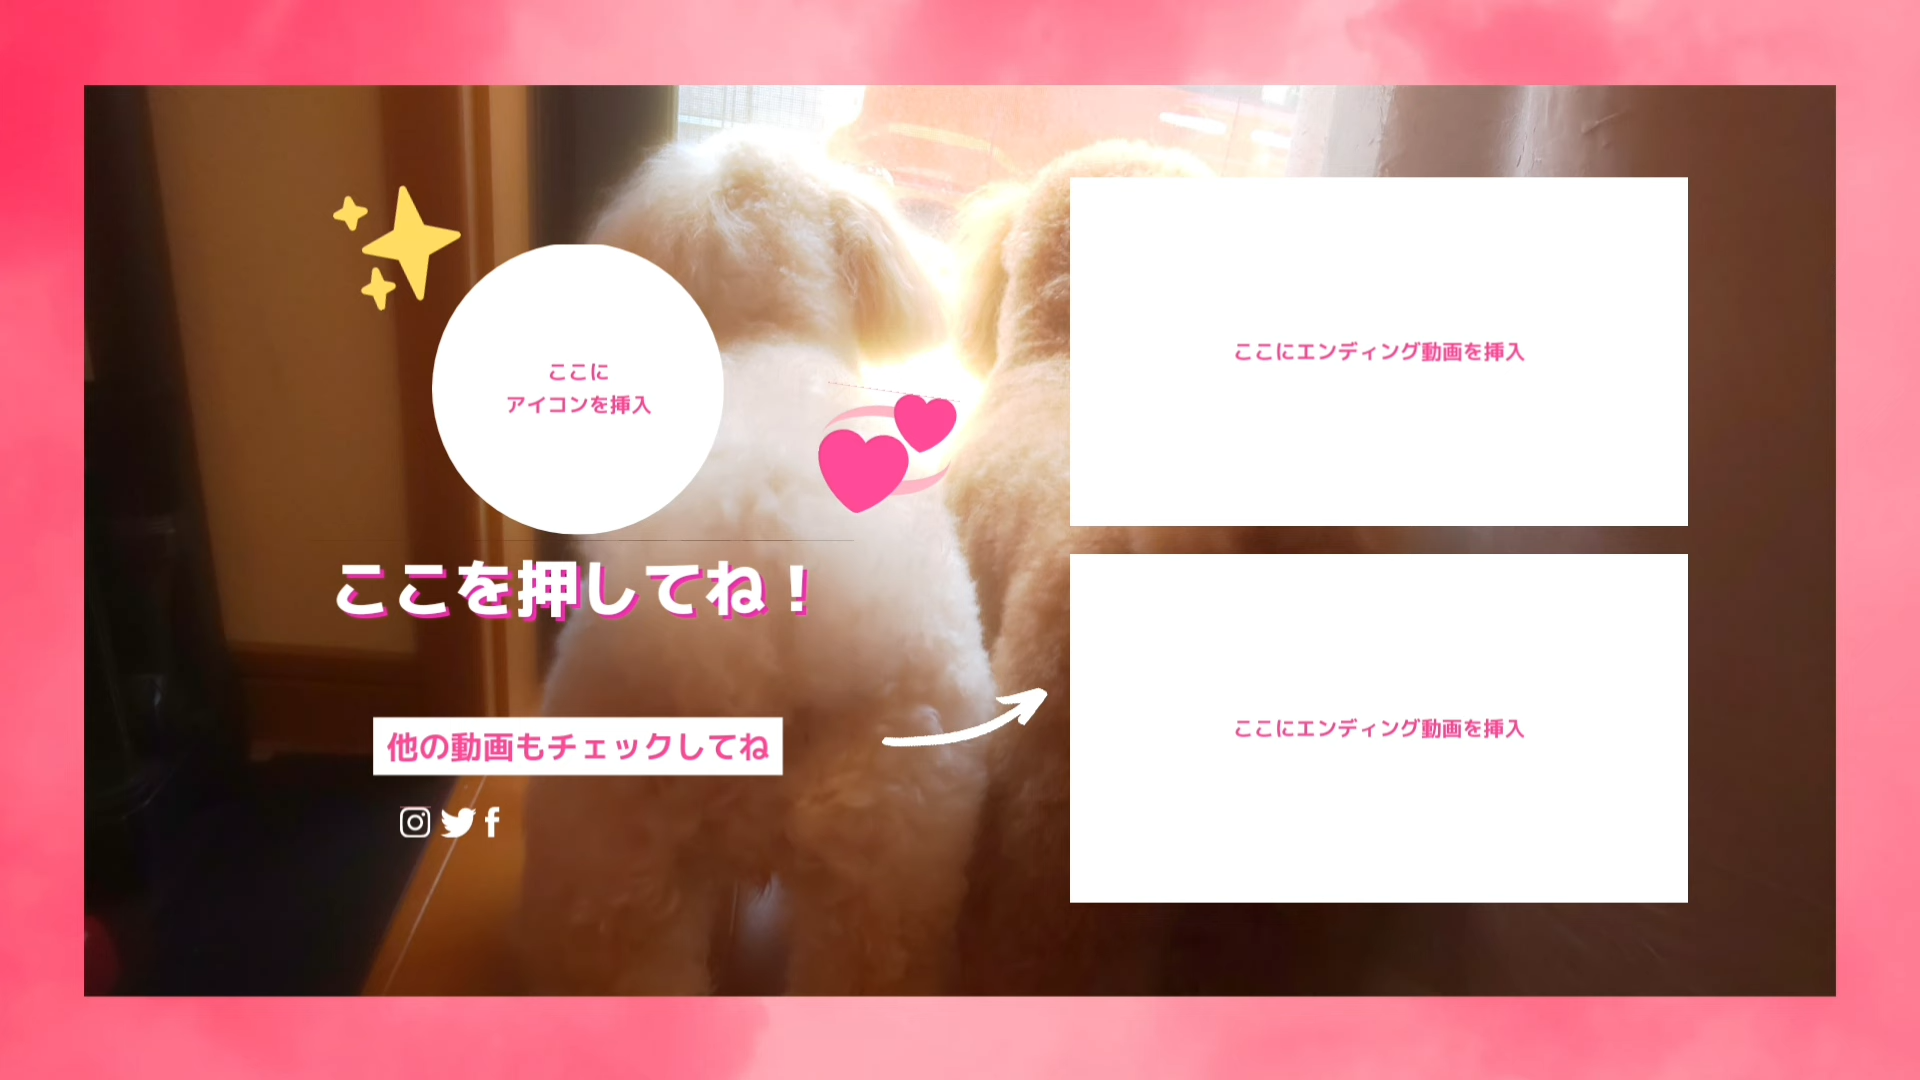 ここに
アイコンを挿入
ここを押してね！
他の動画もチェックしてね
ここにエンディング動画を挿入
ここにエンディング動画を挿入